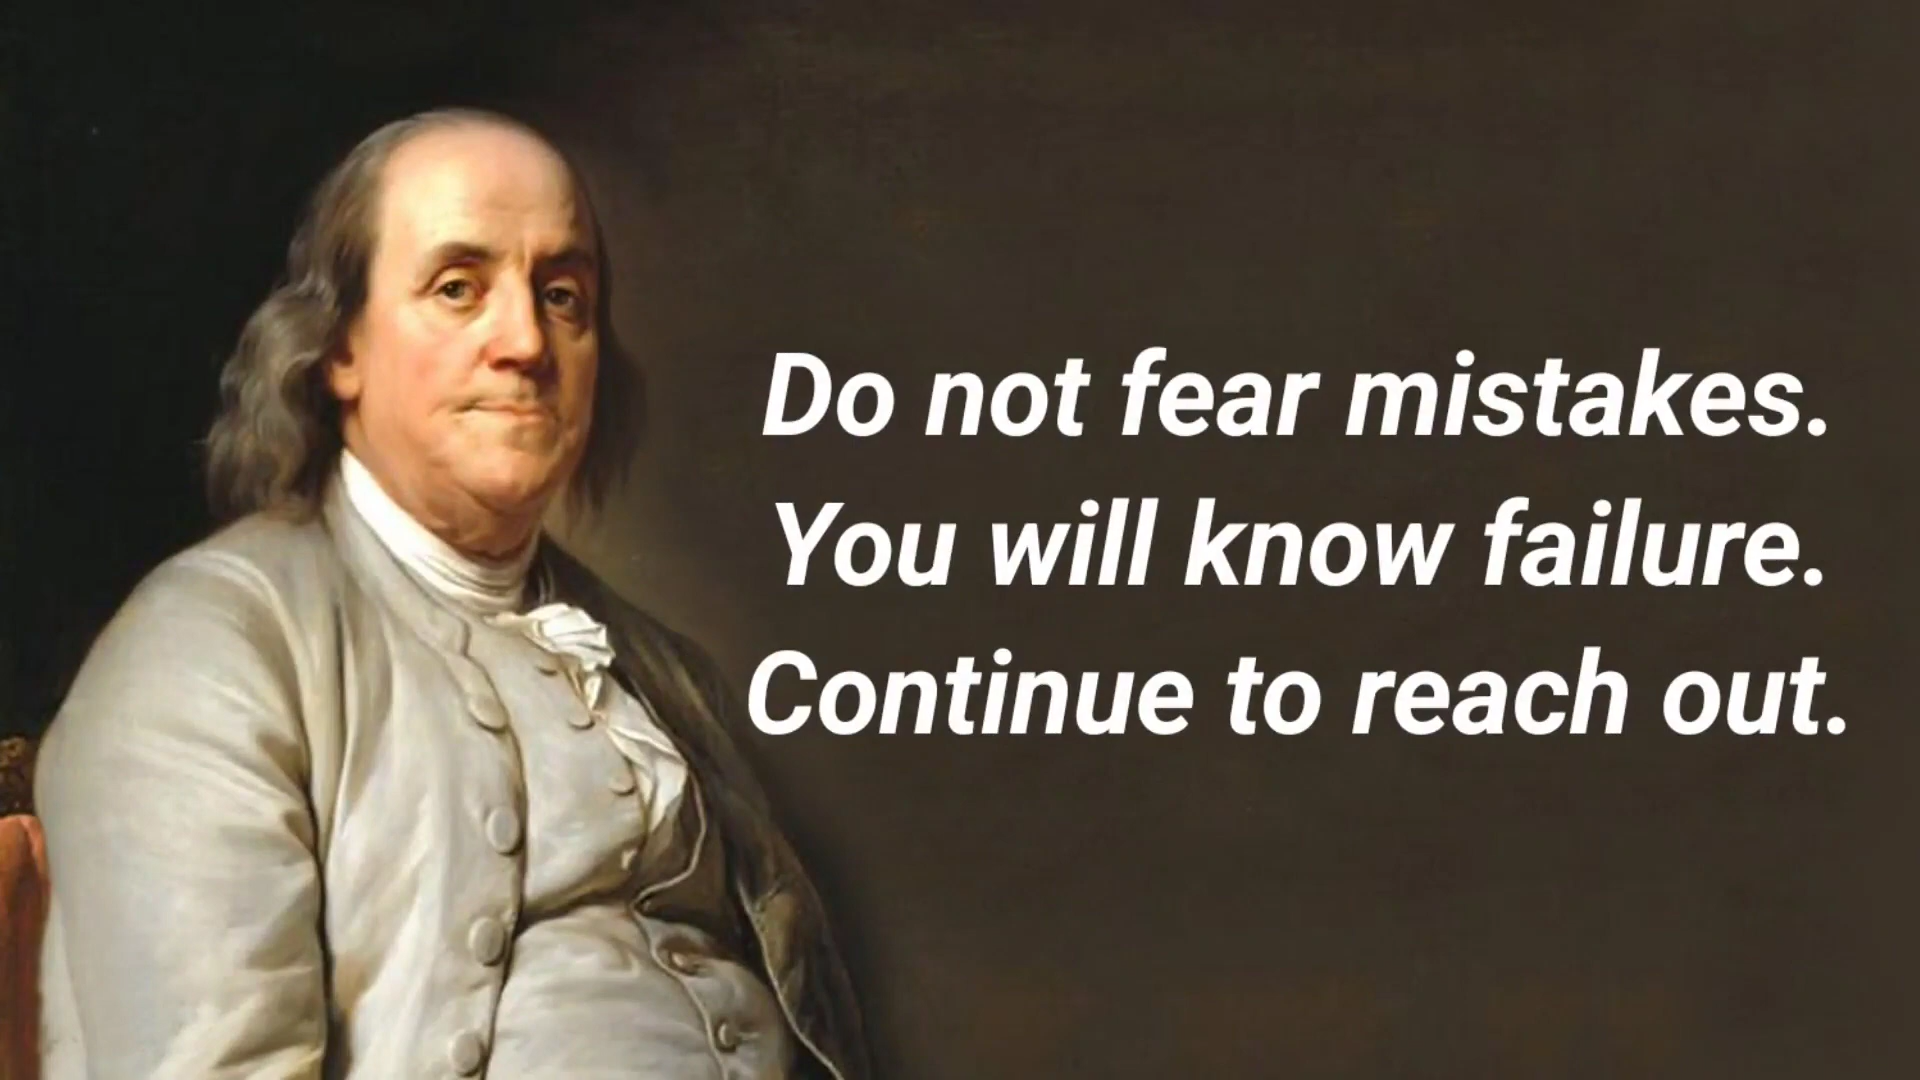 Do not fear mistakes.
You will know failure.
Continue to reach out.